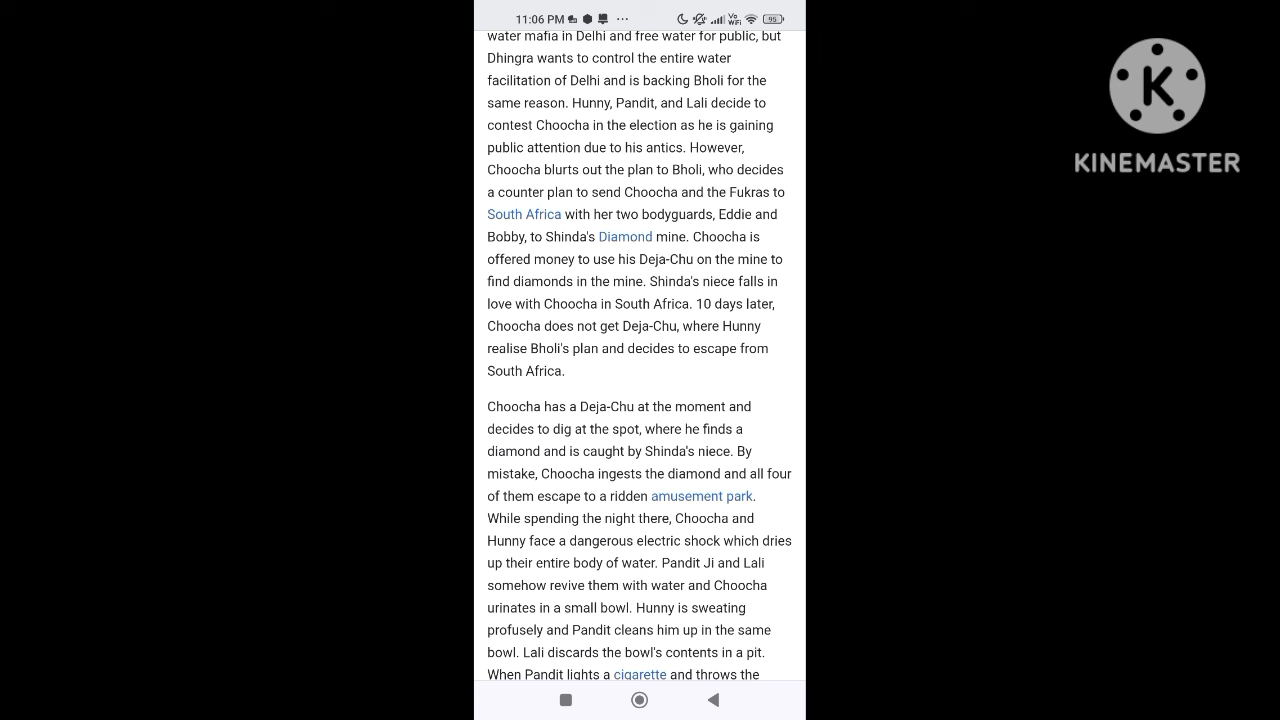 11:06 PM
Vo
WiFi
95
water mafia in Delhi and free water for public, but
Dhingra wants to control the entire water
facilitation of Delhi and is backing Bholi for the
same reason. Hunny, Pandit, and Lali decide to
contest Choocha in the election as he is gaining
public attention due to his antics. However,
Choocha blurts out the plan to Bholi, who decides
a counter plan to send Choocha and the Fukras to
South Africa with her two bodyguards, Eddie and
Bobby, to Shinda's Diamond mine. Choocha is
offered money to use his Deja-Chu on the mine to
find diamonds in the mine. Shinda's niece falls in
love with Choocha in South Africa. 10 days later,
Choocha does not get Deja-Chu, where Hunny
realise Bholi's plan and decides to escape from
South Africa.
Choocha has a Deja-Chu at the moment and
decides to dig at the spot, where he finds a
diamond and is caught by Shinda's niece. By
mistake, Choocha ingests the diamond and all four
of them escape to a ridden amusement park.
While spending the night there, Choocha and
Hunny face a dangerous electric shock which dries
up their entire body of water. Pandit Ji and Lali
somehow revive them with water and Choocha
urinates in a small bowl. Hunny is sweating
profusely and Pandit cleans him up in the same
bowl. Lali discards the bowl's contents in a pit.
When Pandit lights a cigarette and throws the
K
KINEMASTER